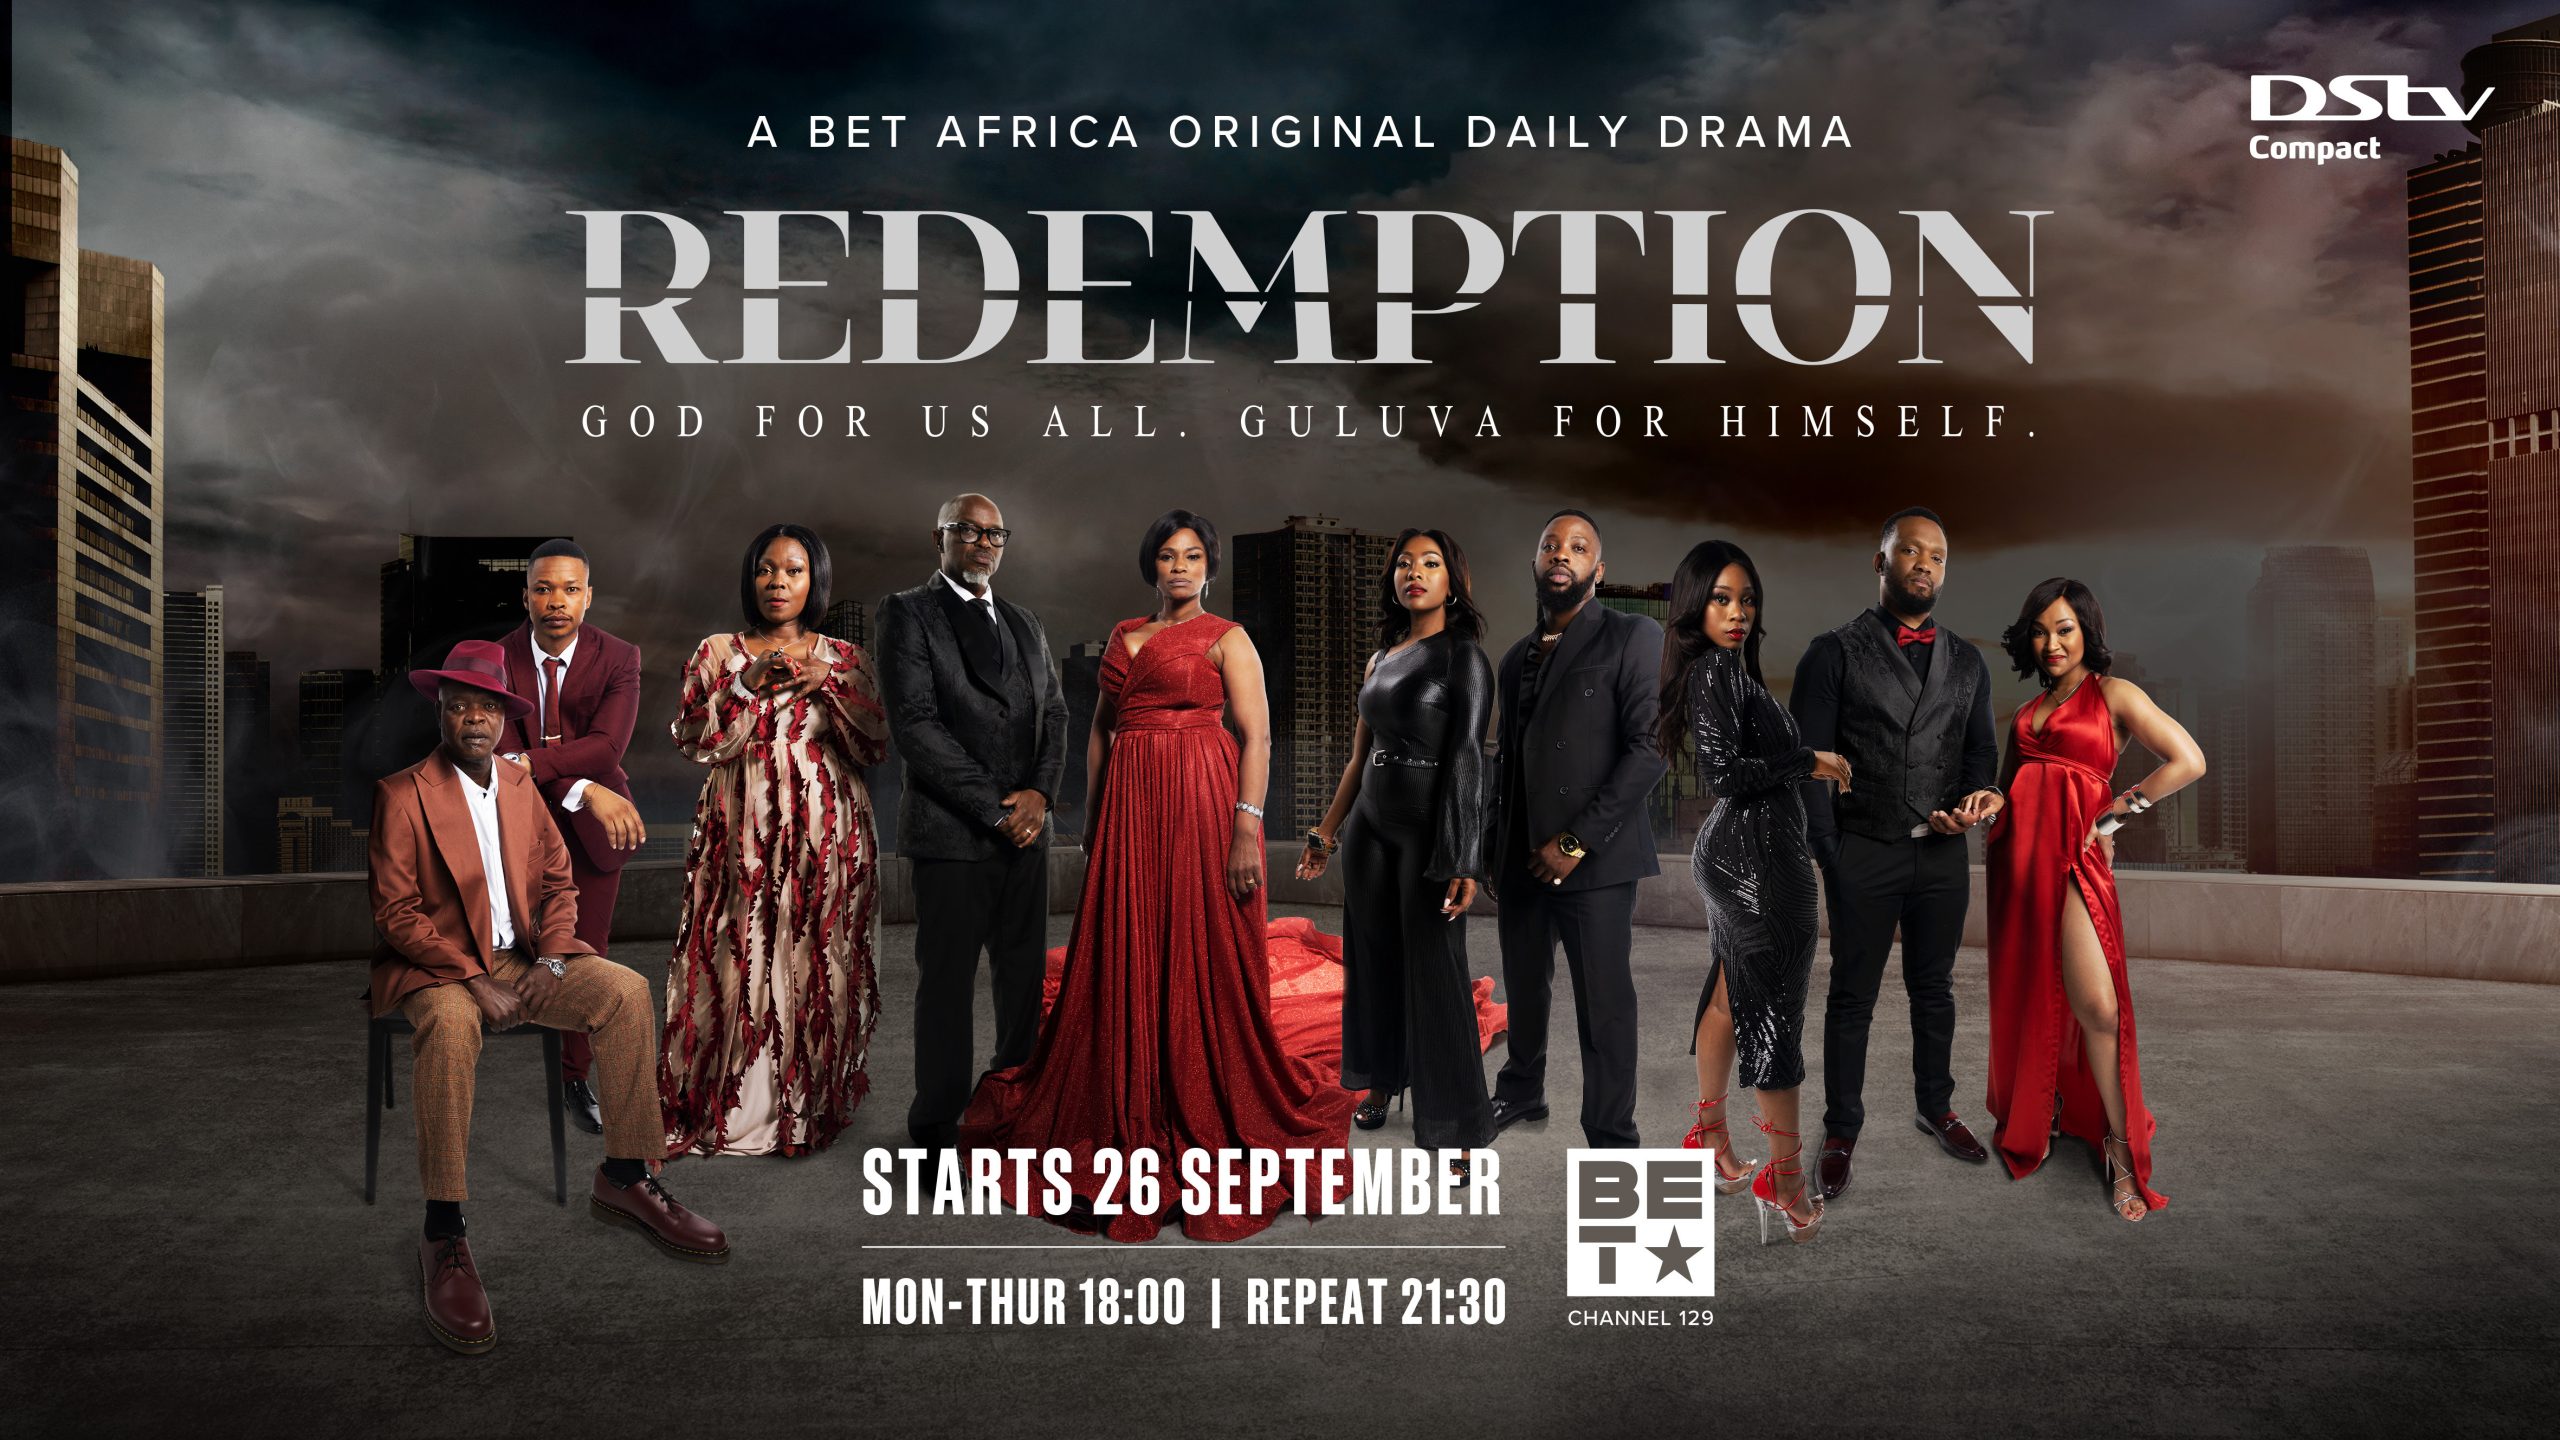 DStv
Compact
A BET AFRICA ORIGINAL DAILY DRAMA
REDEMPTION
GOD FOR US ALL. GULUVA FOR HIMSELF.
STARTS 26 SEPTEMBER
MON-THUR 18:00 | REPEAT 21:30
BET
CHANNEL 129